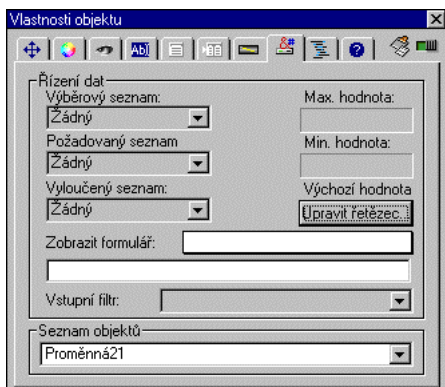 Vlastnosti objektu
Řízení dat
Výběrový seznam:
Max. hodnota:
Žádný
Požadovaný seznam
Min. hodnota:
Žádný
Vyloučený seznam:
Výchozí hodnota
Žádný
Upravit řetězec...
Zobrazit formulář:
Vstupní filtr:
Seznam objektů
Proměnná21